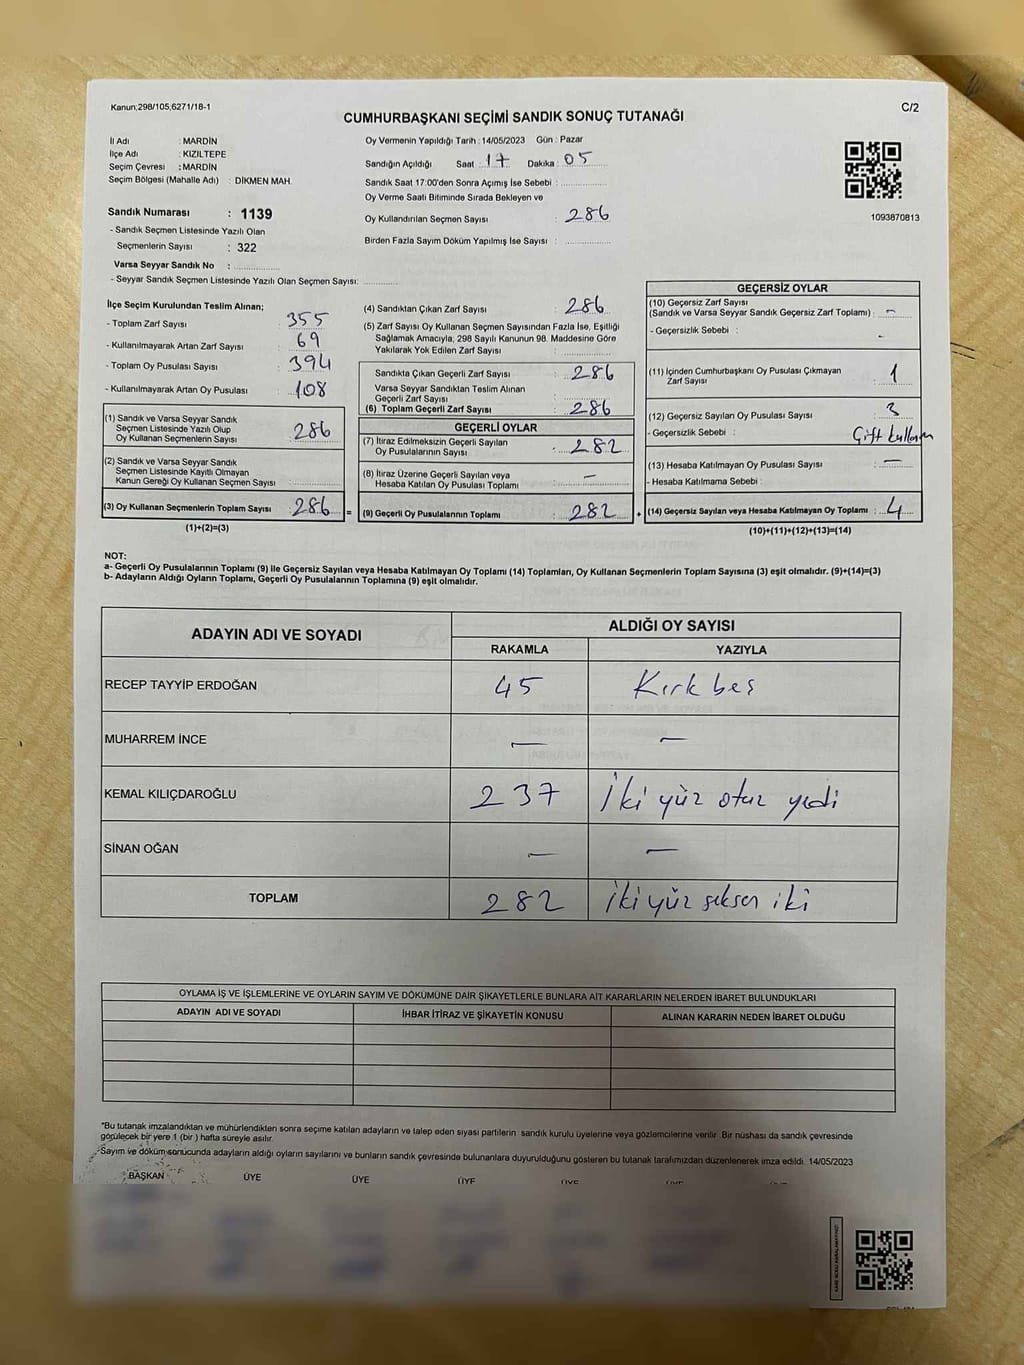 Kanun,298/105,6271/18-1
C/2
CUMHURBAŞKANI SEÇİMİ SANDIK SONUÇ TUTANAĞI
İl Adı : MARDİN
İlçe Adı : KIZILTEPE
Seçim Çevresi : MARDİN
Seçim Bölgesi (Mahalle Adı) : DİKMEN MAH.
Sandık Numarası : 1139
- Sandık Seçmen Listesinde Yazılı Olan
Seçmenlerin Sayısı : 322
Varsa Seyyar Sandık No :
- Seyyar Sandık Seçmen Listesinde Yazılı Olan Seçmen Sayısı:
Oy Vermenin Yapıldığı Tarih : 14/05/2023 Gün : Pazar
Sandığın Açıldığı Saat : 17 Dakika : 05
Sandık Saat 17:00'den Sonra Açılmış İse Sebebi :
Oy Verme Saati Bitiminde Sırada Bekleyen ve
Oy Kullandırılan Seçmen Sayısı : 286
Birden Fazla Sayım Döküm Yapılmış İse Sayısı :
1093870813
İlçe Seçim Kurulundan Teslim Alınan;
- Toplam Zarf Sayısı : 355
- Kullanılmayarak Artan Zarf Sayısı : 69
- Toplam Oy Pusulası Sayısı : 394
- Kullanılmayarak Artan Oy Pusulası : 108
(1) Sandık ve Varsa Seyyar Sandık
Seçmen Listesinde Yazılı Olup
Oy Kullanan Seçmenlerin Sayısı : 286
(2) Sandık ve Varsa Seyyar Sandık
Seçmen Listesinde Kayıtlı Olmayan
Kanun Gereği Oy Kullanan Seçmen Sayısı :
(3) Oy Kullanan Seçmenlerin Toplam Sayısı : 286 =
(1)+(2)=(3)
(4) Sandıktan Çıkan Zarf Sayısı : 286
(5) Zarf Sayısı Oy Kullanan Seçmen Sayısından Fazla İse, Eşitliği
Sağlamak Amacıyla, 298 Sayılı Kanunun 98. Maddesine Göre
Yakılarak Yok Edilen Zarf Sayısı :
Sandıkta Çıkan Geçerli Zarf Sayısı : 286
Varsa Seyyar Sandıktan Teslim Alınan
Geçerli Zarf Sayısı :
(6) Toplam Geçerli Zarf Sayısı : 286
GEÇERLİ OYLAR
(7) İtiraz Edilmeksizin Geçerli Sayılan
Oy Pusulalarının Sayısı : 282
(8) İtiraz Üzerine Geçerli Sayılan veya
Hesaba Katılan Oy Pusulası Toplamı : —
(9) Geçerli Oy Pusulalarının Toplamı : 282 +
GEÇERSİZ OYLAR
(10) Geçersiz Zarf Sayısı
(Sandık ve Varsa Seyyar Sandık Geçersiz Zarf Toplamı) : -
- Geçersizlik Sebebi : -
(11) İçinden Cumhurbaşkanı Oy Pusulası Çıkmayan
Zarf Sayısı : 1
(12) Geçersiz Sayılan Oy Pusulası Sayısı : 3
- Geçersizlik Sebebi : Çift kullanım
(13) Hesaba Katılmayan Oy Pusulası Sayısı : —
- Hesaba Katılmama Sebebi :
(14) Geçersiz Sayılan veya Hesaba Katılmayan Oy Toplamı : 4
(10)+(11)+(12)+(13)=(14)
NOT:
a- Geçerli Oy Pusulalarının Toplamı (9) ile Geçersiz Sayılan veya Hesaba Katılmayan Oy Toplamı (14) Toplamları, Oy Kullanan Seçmenlerin Toplam Sayısına (3) eşit olmalıdır. (9)+(14)=(3)
b- Adayların Aldığı Oyların Toplamı, Geçerli Oy Pusulalarının Toplamına (9) eşit olmalıdır.
ADAYIN ADI VE SOYADI
ALDIĞI OY SAYISI
RAKAMLA YAZIYLA
RECEP TAYYİP ERDOĞAN 45 Kırk beş
MUHARREM İNCE — —
KEMAL KILIÇDAROĞLU 237 İki yüz otuz yedi
SİNAN OĞAN — —
TOPLAM 282 İki yüz seksen iki
OYLAMA İŞ VE İŞLEMLERİNE VE OYLARIN SAYIM VE DÖKÜMÜNE DAİR ŞİKAYETLERLE BUNLARA AİT KARARLARIN NELERDEN İBARET BULUNDUKLARI
ADAYIN ADI VE SOYADI İHBAR İTİRAZ VE ŞİKAYETİN KONUSU ALINAN KARARIN NEDEN İBARET OLDUĞU
*Bu tutanak imzalandıktan ve mühürlendikten sonra seçime katılan adayların ve talep eden siyasi partilerin sandık kurulu üyelerine veya gözlemcilerine verilir. Bir nüshası da sandık çevresinde
görülecek bir yere 1 (bir ) hafta süreyle asılır.
Sayım ve döküm sonucunda adayların aldığı oyların sayılarını ve bunların sandık çevresinde bulunanlara duyurulduğunu gösteren bu tutanak tarafımızdan düzenlenerek imza edildi. 14/05/2023
BAŞKAN ÜYE ÜYE ÜYE ÜYE